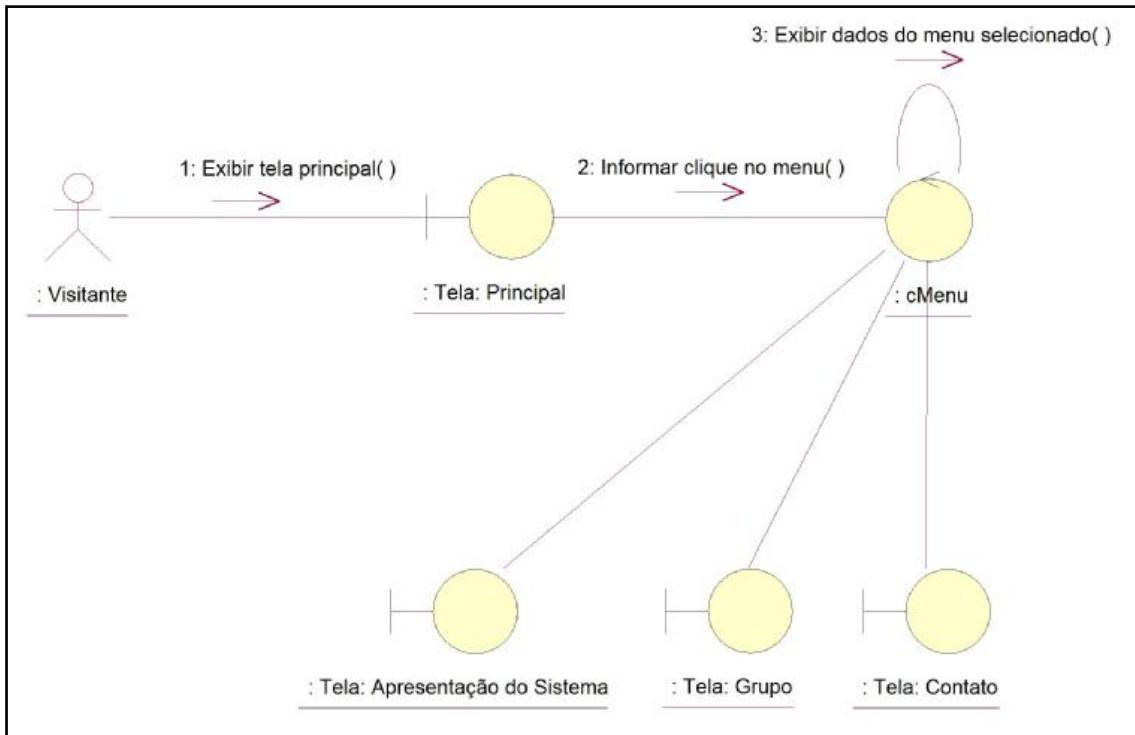 3: Exibir dados do menu selecionado( )
1: Exibir tela principal( )
2: Informar clique no menu( )
: Visitante
: Tela: Principal
: cMenu
: Tela: Apresentação do Sistema
: Tela: Grupo
: Tela: Contato